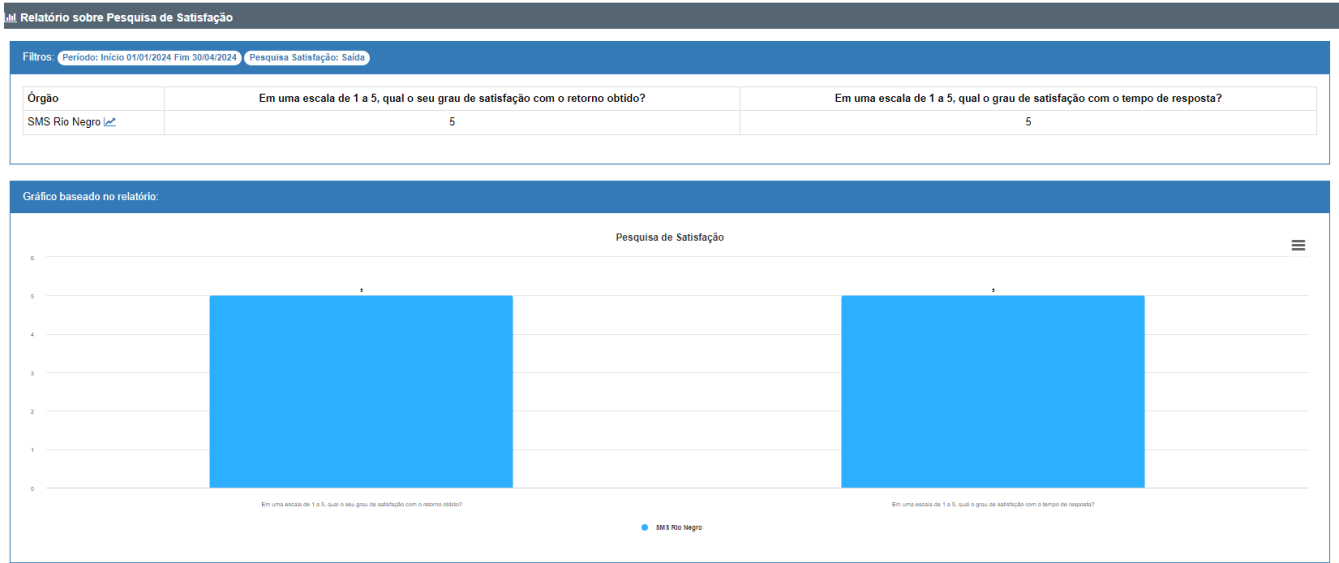 Relatório sobre Pesquisa de Satisfação
Filtros: Período: Início 01/01/2024 Fim 30/04/2024 Pesquisa Satisfação: Saída
Órgão Em uma escala de 1 a 5, qual o seu grau de satisfação com o retorno obtido? Em uma escala de 1 a 5, qual o grau de satisfação com o tempo de resposta?
SMS Rio Negro 5 5
Gráfico baseado no relatório:
Pesquisa de Satisfação
6
5
4
3
2
1
0
5 5
Em uma escala de 1 a 5, qual o seu grau de satisfação com o retorno obtido? Em uma escala de 1 a 5, qual o grau de satisfação com o tempo de resposta?
SMS Rio Negro